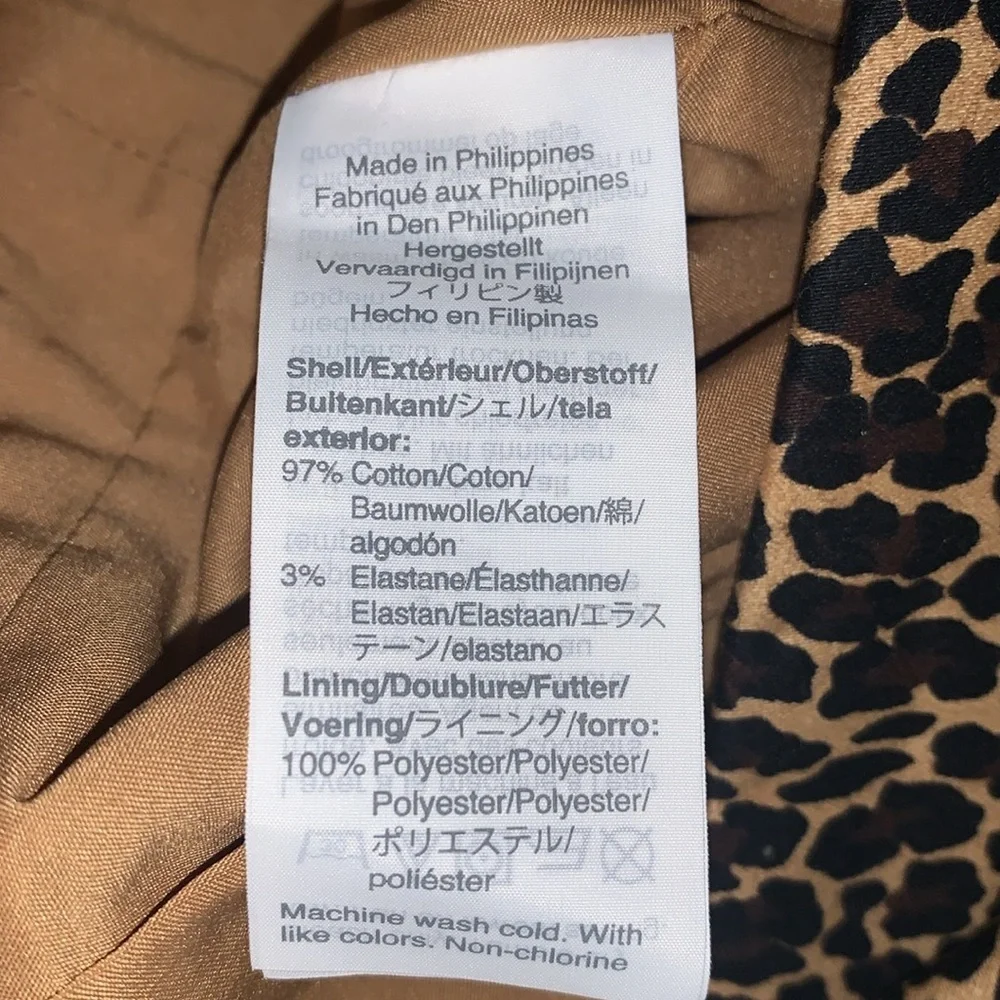 Made in Philippines
Fabriqué aux Philippines
in Den Philippinen
Hergestellt
Vervaardigd in Filipijnen
フィリピン製
Hecho en Filipinas
Shell/Extérieur/Oberstoff/
Buitenkant/シェル/tela
exterior:
97% Cotton/Coton/
Baumwolle/Katoen/綿/
algodón
3% Elastane/Élasthanne/
Elastan/Elastaan/エラス
テーン/elastano
Lining/Doublure/Futter/
Voering/ライニング/forro:
100% Polyester/Polyester/
Polyester/Polyester/
ポリエステル/
poliéster
Machine wash cold. With
like colors. Non-chlorine